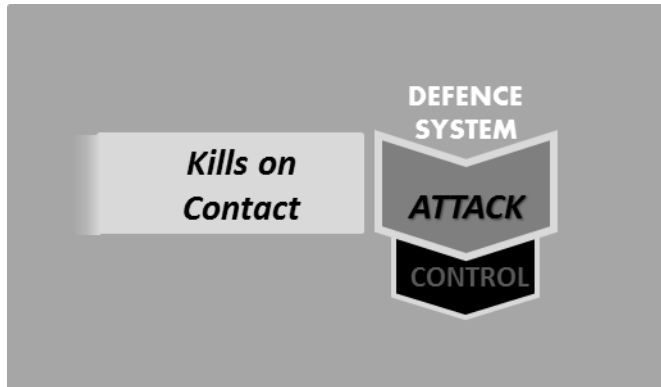 Kills on
Contact
DEFENCE
SYSTEM
ATTACK
CONTROL